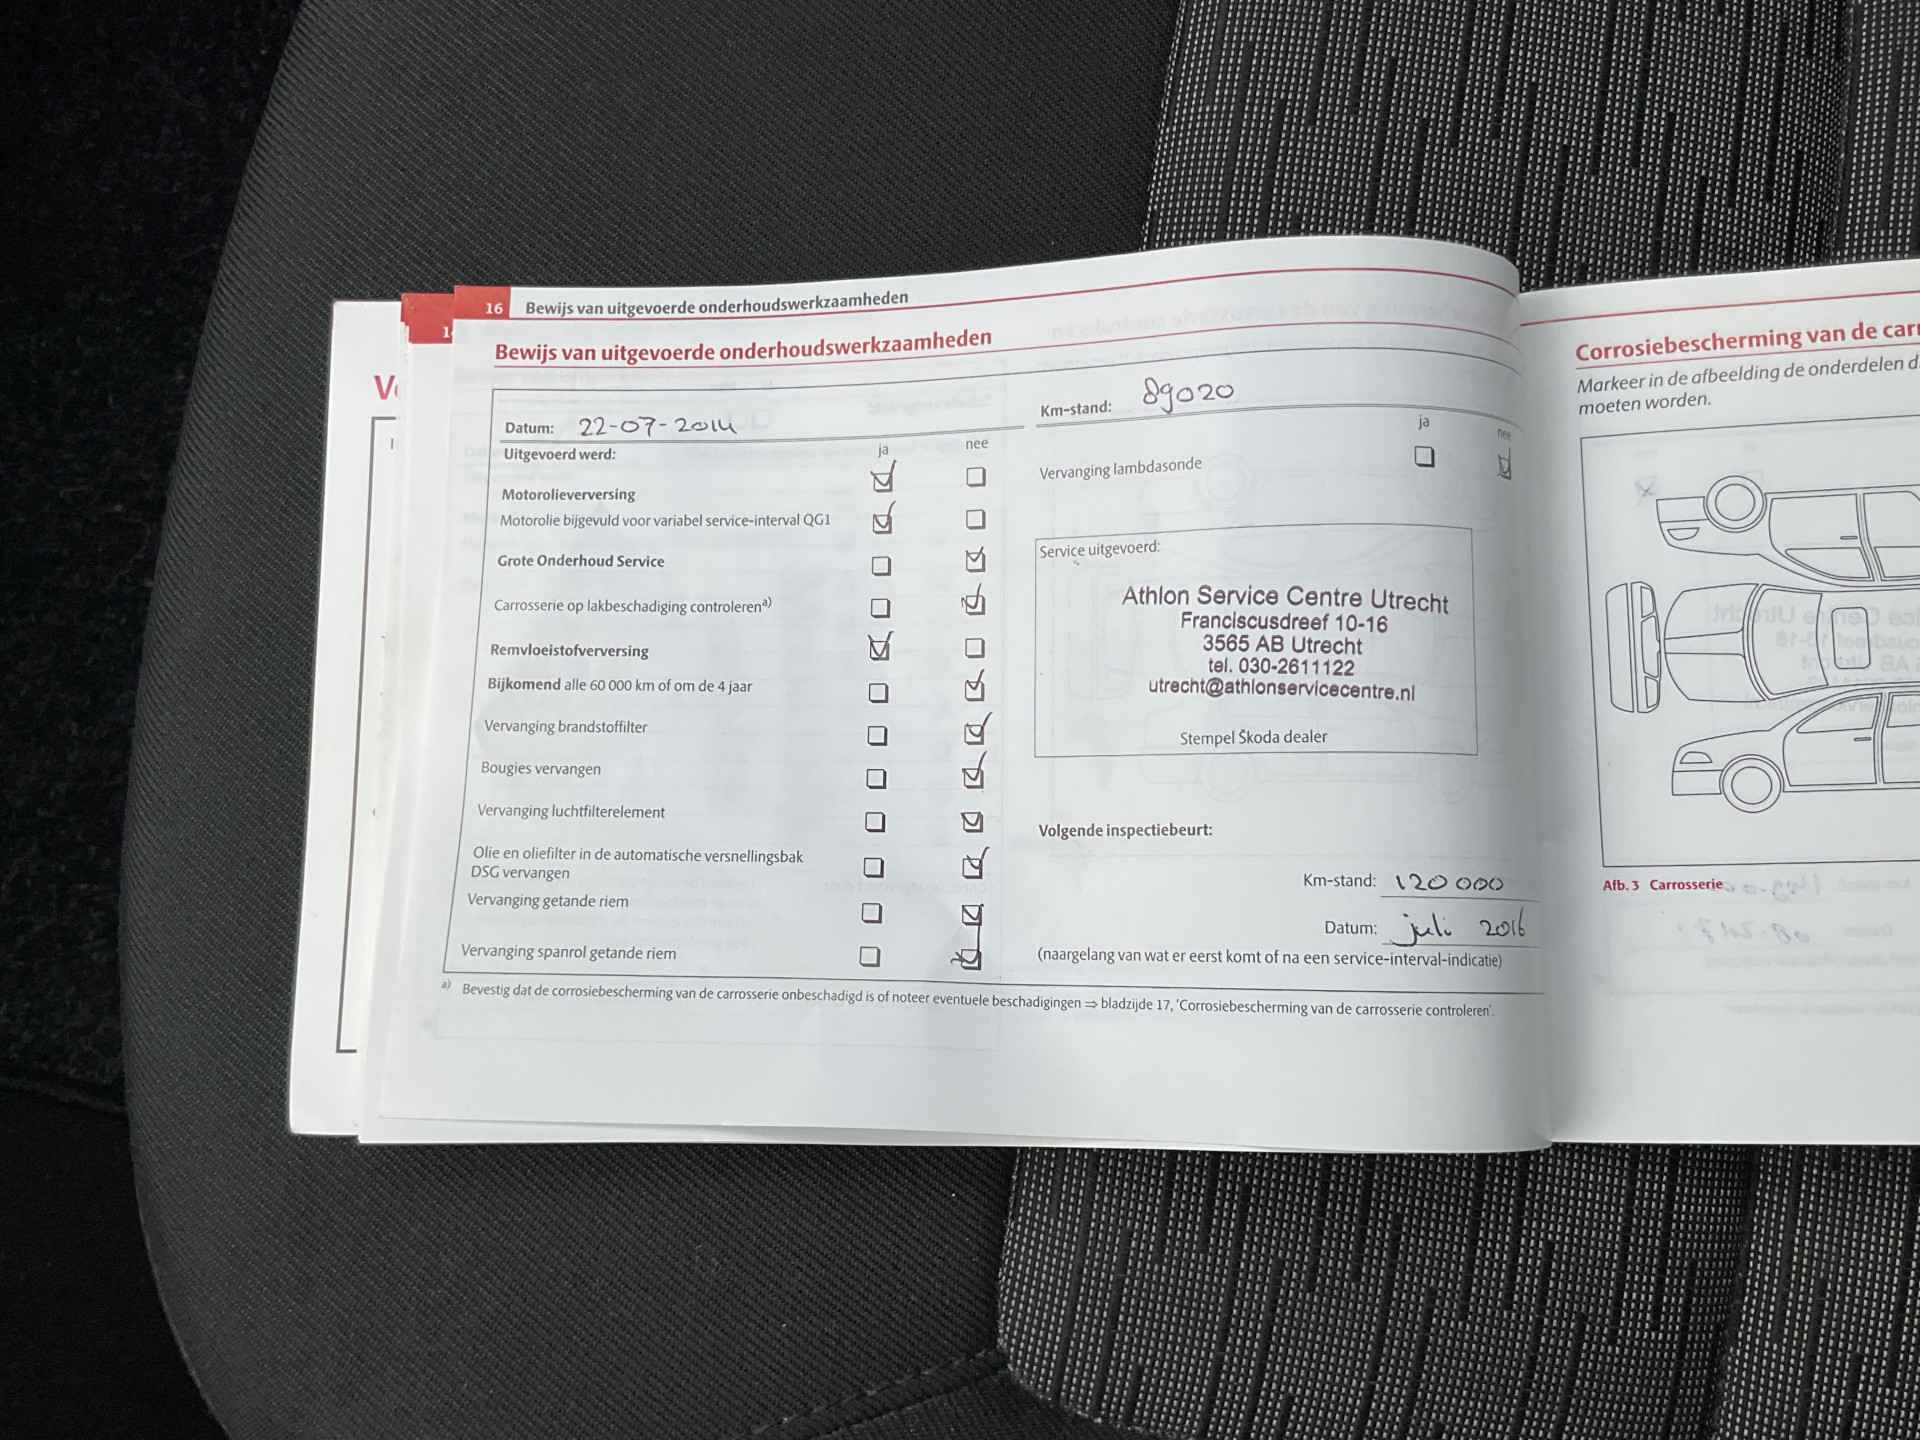 16 Bewijs van uitgevoerde onderhoudswerkzaamheden
Bewijs van uitgevoerde onderhoudswerkzaamheden
Datum: 22-07-2014
Km-stand: 89020
Uitgevoerd werd:
ja nee
Motorolieverversing
Motorolie bijgevuld voor variabel service-interval QG1
Grote Onderhoud Service
Carrosserie op lakbeschadiging controleren a)
Remvloeistofverversing
Bijkomend alle 60 000 km of om de 4 jaar
Vervanging brandstoffilter
Bougies vervangen
Vervanging luchtfilterelement
Olie en oliefilter in de automatische versnellingsbak
DSG vervangen
Vervanging getande riem
Vervanging spanrol getande riem
ja nee
Vervanging lambdasonde
Service uitgevoerd:
Athlon Service Centre Utrecht
Franciscusdreef 10-16
3565 AB Utrecht
tel. 030-2611122
utrecht@athlonservicecentre.nl
Stempel Škoda dealer
Volgende inspectiebeurt:
Km-stand: 120 000
Datum: juli 2016
(naargelang van wat er eerst komt of na een service-interval-indicatie)
a) Bevestig dat de corrosiebescherming van de carrosserie onbeschadigd is of noteer eventuele beschadigingen ⇒ bladzijde 17, 'Corrosiebescherming van de carrosserie controleren'.
Corrosiebescherming van de
Markeer in de afbeelding de onderdelen
moeten worden.
Afb. 3 Carrosserie